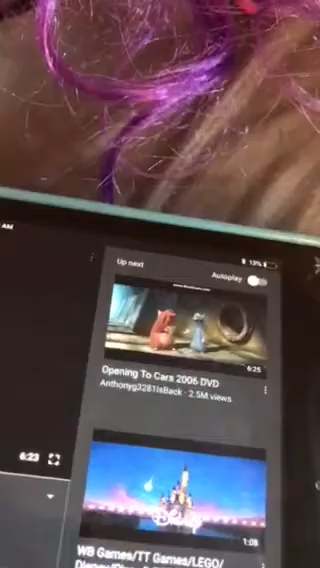 AM
13%
Up next
Autoplay
6:25
Opening To Cars 2006 DVD
Anthonyg3281IsBack · 2.5M views
6:23
Disney
1:08
WB Games/TT Games/LEGO/